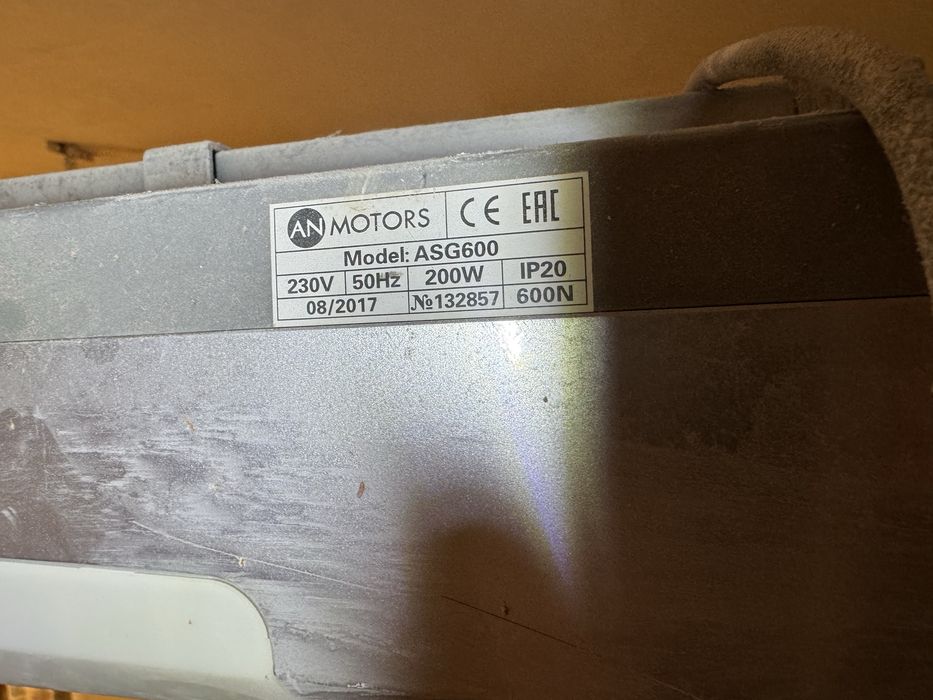 AN MOTORS CE EAC
Model: ASG600
230V 50Hz 200W IP20
08/2017 №132857 600N